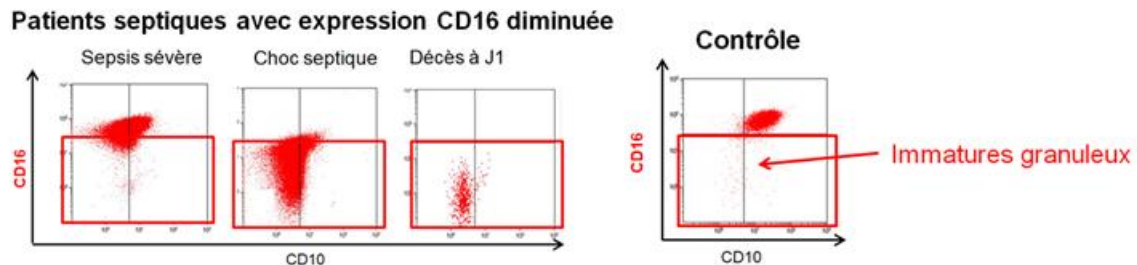 Patients septiques avec expression CD16 diminuée
Sepsis sévère
Choc septique
Décès à J1
CD16
CD10
Contrôle
CD16
Immatures granuleux
CD10